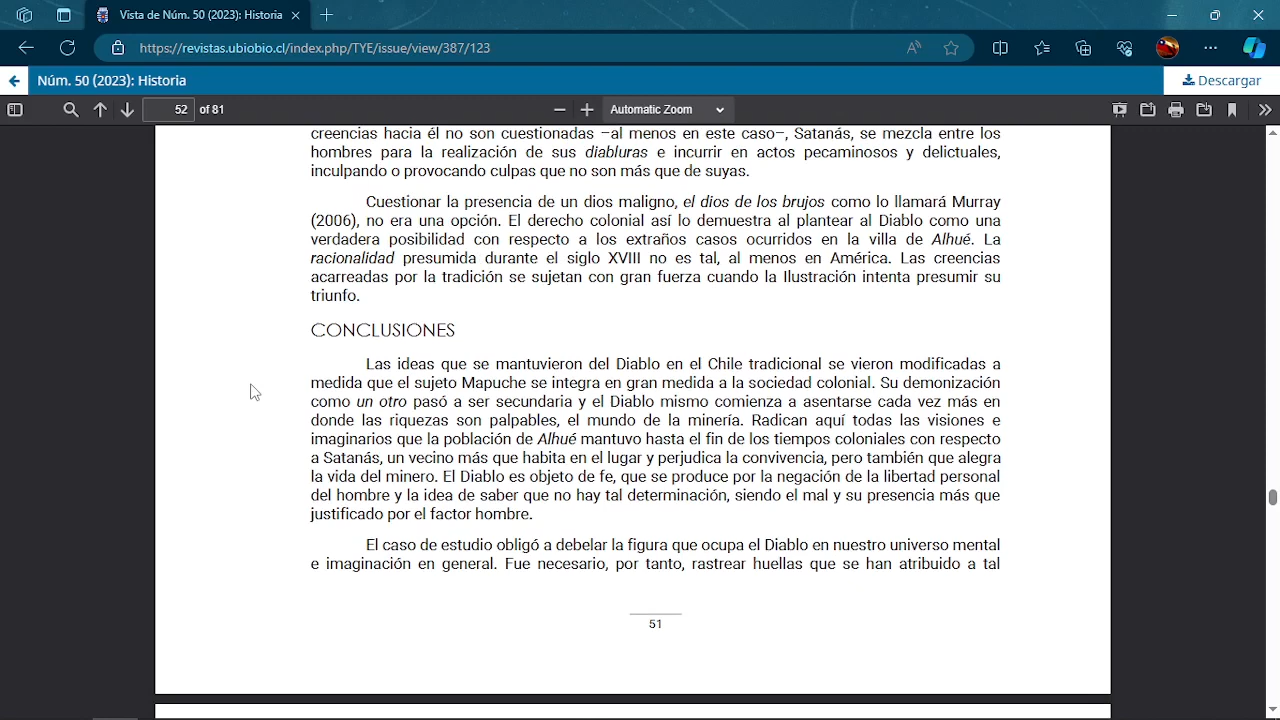 Vista de Núm. 50 (2023): Historia
https://revistas.ubiobio.cl/index.php/TYE/issue/view/387/123
Núm. 50 (2023): Historia
Descargar
52 of 81
Automatic Zoom
creencias hacia él no son cuestionadas –al menos en este caso–, Satanás, se mezcla entre los
hombres para la realización de sus diabluras e incurrir en actos pecaminosos y delictuales,
inculpando o provocando culpas que no son más que de suyas.
Cuestionar la presencia de un dios maligno, el dios de los brujos como lo llamará Murray
(2006), no era una opción. El derecho colonial así lo demuestra al plantear al Diablo como una
verdadera posibilidad con respecto a los extraños casos ocurridos en la villa de Alhué. La
racionalidad presumida durante el siglo XVIII no es tal, al menos en América. Las creencias
acarreadas por la tradición se sujetan con gran fuerza cuando la Ilustración intenta presumir su
triunfo.
CONCLUSIONES
Las ideas que se mantuvieron del Diablo en el Chile tradicional se vieron modificadas a
medida que el sujeto Mapuche se integra en gran medida a la sociedad colonial. Su demonización
como un otro pasó a ser secundaria y el Diablo mismo comienza a asentarse cada vez más en
donde las riquezas son palpables, el mundo de la minería. Radican aquí todas las visiones e
imaginarios que la población de Alhué mantuvo hasta el fin de los tiempos coloniales con respecto
a Satanás, un vecino más que habita en el lugar y perjudica la convivencia, pero también que alegra
la vida del minero. El Diablo es objeto de fe, que se produce por la negación de la libertad personal
del hombre y la idea de saber que no hay tal determinación, siendo el mal y su presencia más que
justificado por el factor hombre.
El caso de estudio obligó a debelar la figura que ocupa el Diablo en nuestro universo mental
e imaginación en general. Fue necesario, por tanto, rastrear huellas que se han atribuido a tal
51